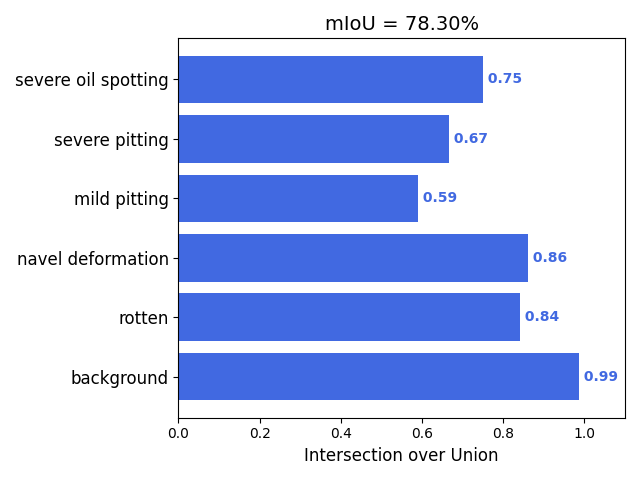 mIoU = 78.30%
severe oil spotting 0.75
severe pitting 0.67
mild pitting 0.59
navel deformation 0.86
rotten 0.84
background 0.99
0.0 0.2 0.4 0.6 0.8 1.0
Intersection over Union